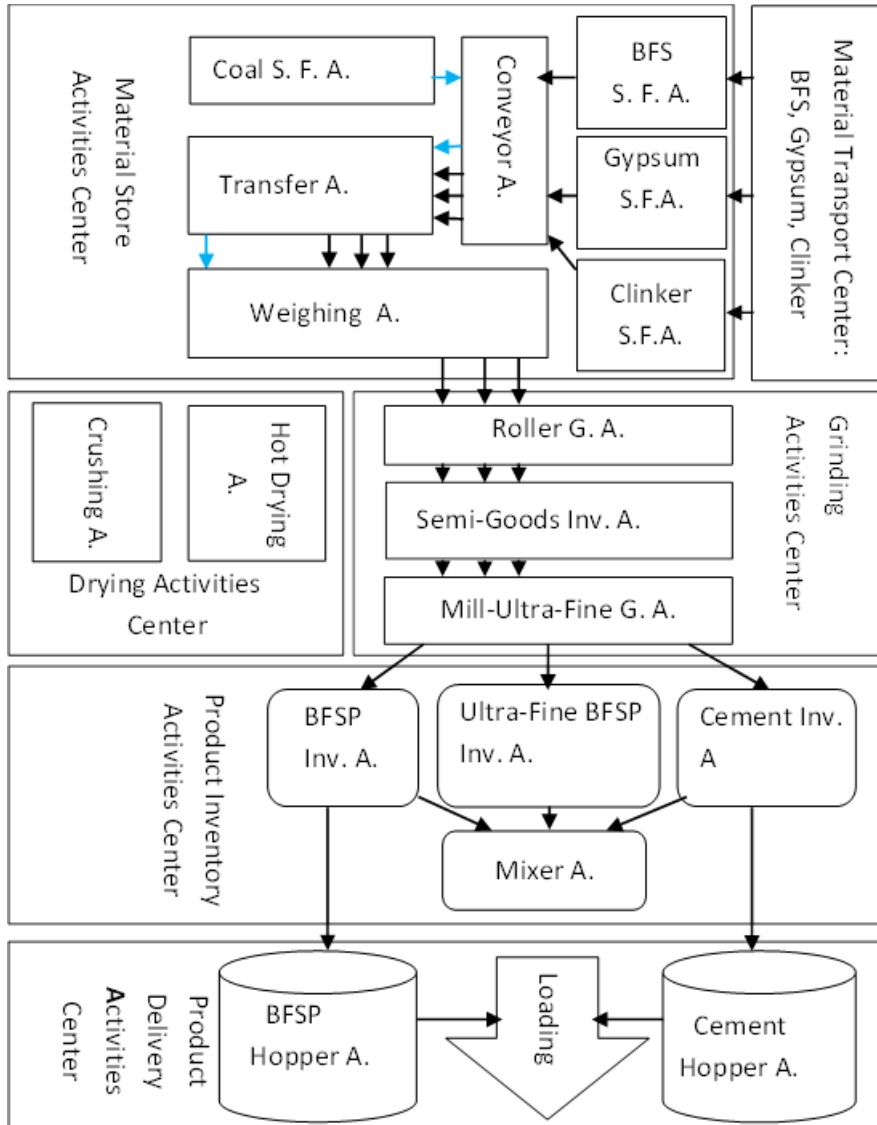 Material Store
Activities Center
Coal S. F. A.
Conveyor A.
BFS
S. F. A.
Material Transport Center:
BFS, Gypsum, Clinker
Transfer A.
Gypsum
S.F.A.
Weighing A.
Clinker
S.F.A.
Crushing A.
Hot Drying
A.
Drying Activities
Center
Roller G. A.
Semi-Goods Inv. A.
Mill-Ultra-Fine G. A.
Grinding
Activities Center
Product Inventory
Activities Center
BFSP
Inv. A.
Ultra-Fine BFSP
Inv. A.
Cement Inv.
A
Mixer A.
Product
Delivery
Activities
Center
BFSP
Hopper A.
Loading
Cement
Hopper A.